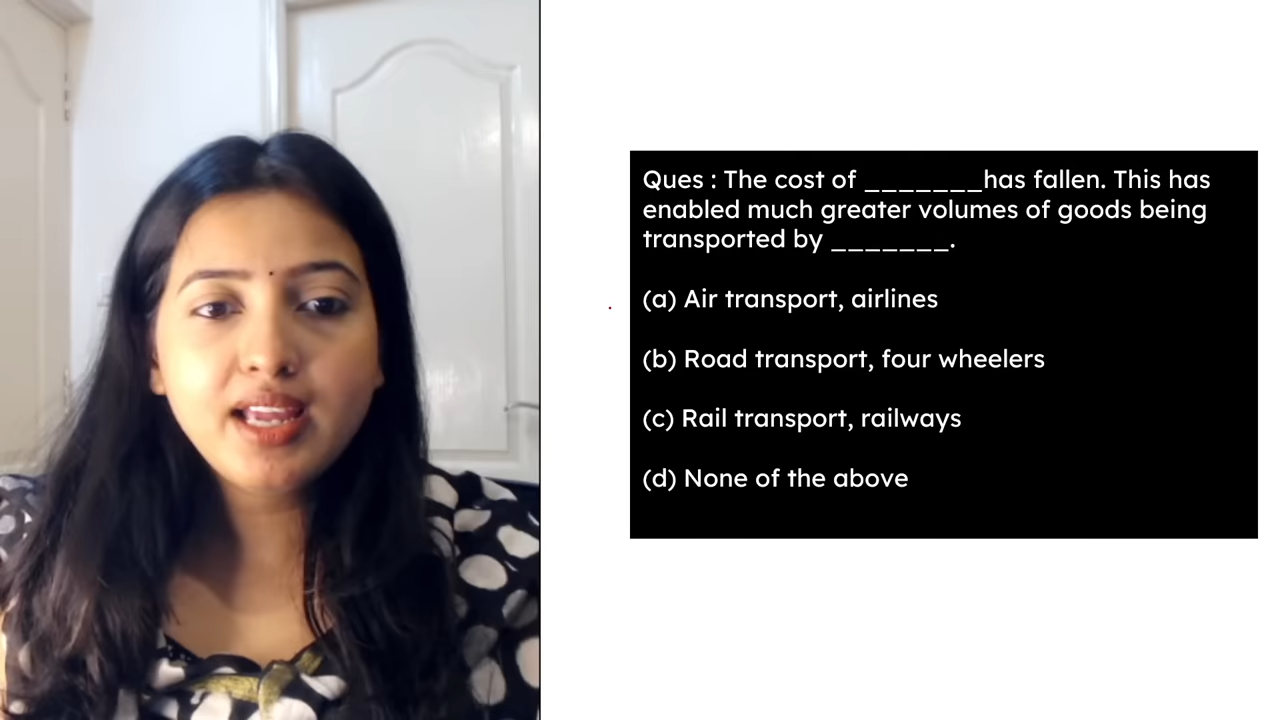 Ques : The cost of _______has fallen. This has
enabled much greater volumes of goods being
transported by _______.
(a) Air transport, airlines
(b) Road transport, four wheelers
(c) Rail transport, railways
(d) None of the above